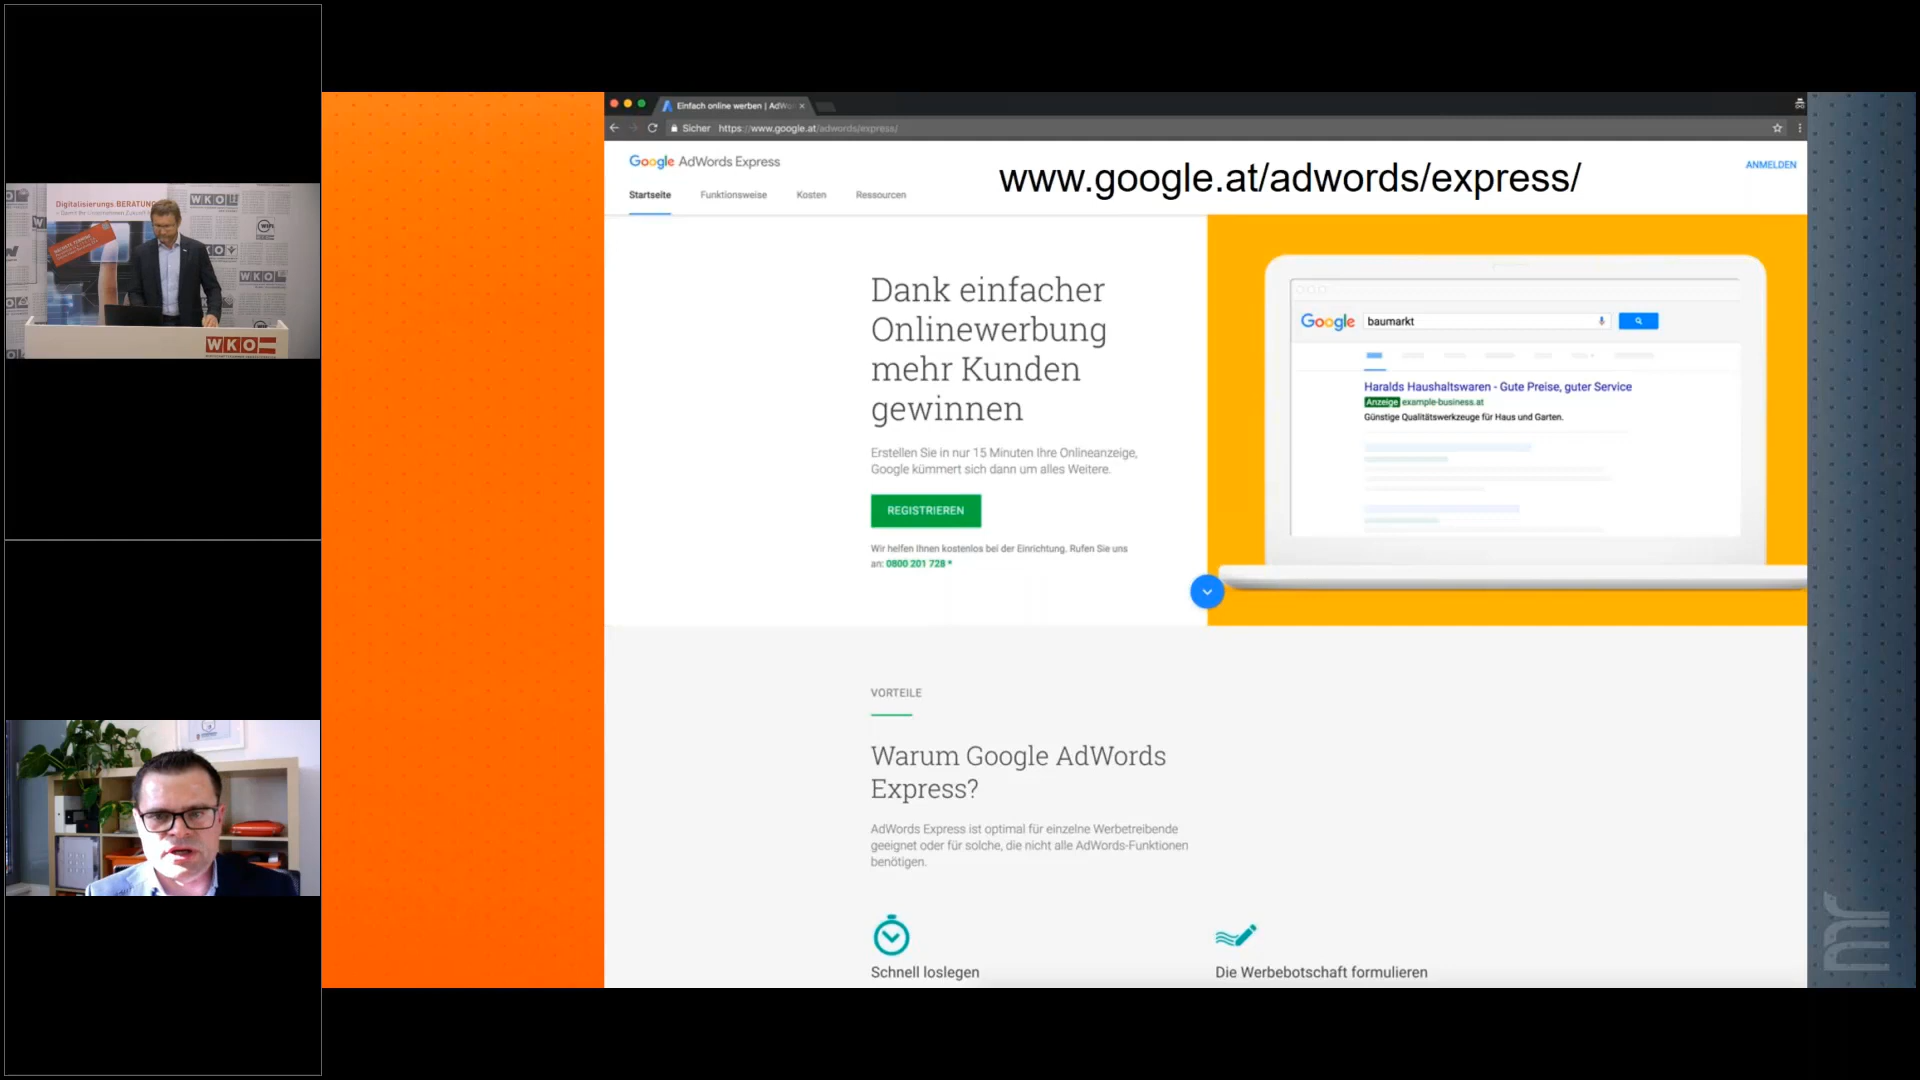 Digitalisierungs.BERATUNG
WKO
WKO
WKO
Einfach online werben | AdWo
Sicher https://www.google.at/adwords/express/
Google AdWords Express
www.google.at/adwords/express/
ANMELDEN
Startseite Funktionsweise Kosten Ressourcen
Dank einfacher
Onlinewerbung
mehr Kunden
gewinnen
Erstellen Sie in nur 15 Minuten Ihre Onlineanzeige,
Google kümmert sich dann um alles Weitere.
REGISTRIEREN
Wir helfen Ihnen kostenlos bei der Einrichtung. Rufen Sie uns
an: 0800 201 728 *
Google baumarkt
Haralds Haushaltswaren - Gute Preise, guter Service
Anzeige example-business.at
Günstige Qualitätswerkzeuge für Haus und Garten.
VORTEILE
Warum Google AdWords
Express?
AdWords Express ist optimal für einzelne Werbetreibende
geeignet oder für solche, die nicht alle AdWords-Funktionen
benötigen.
Schnell loslegen
Die Werbebotschaft formulieren